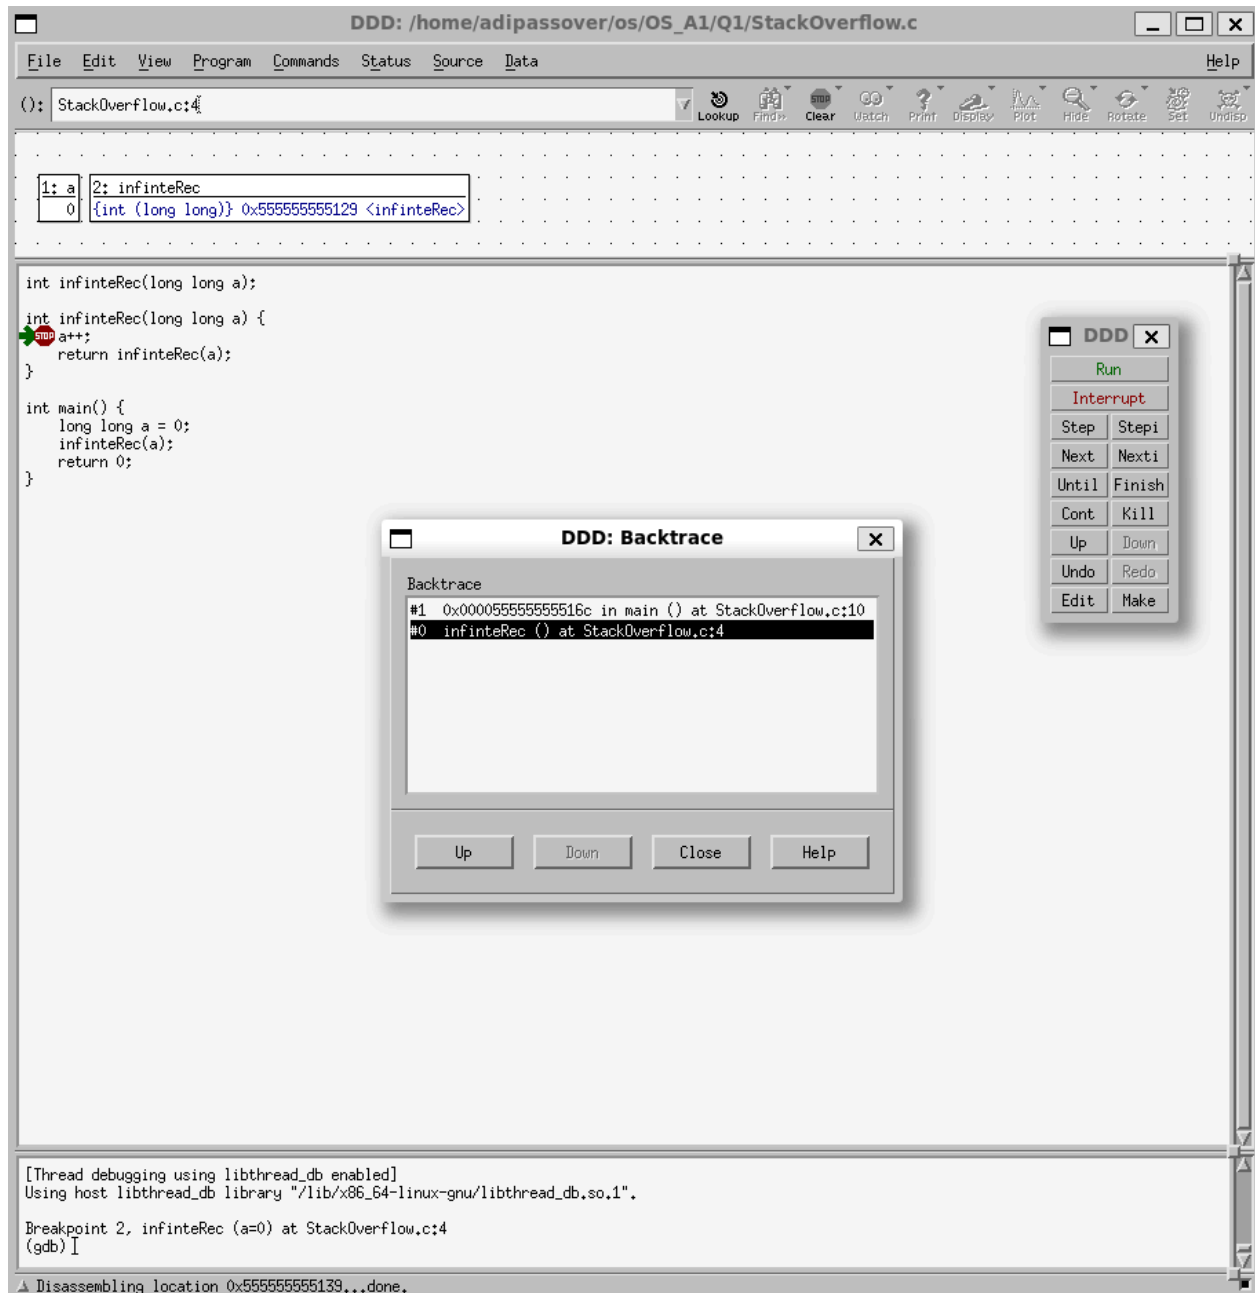 DDD: /home/adipassover/os/OS_A1/Q1/StackOverflow.c
File Edit View Program Commands Status Source Data Help
(): StackOverflow.c:4
Lookup Find» Clear Watch Print Display Plot Hide Rotate Set Undisp
1: a
0
2: infinteRec
{int (long long)} 0x555555555129 <infinteRec>
int infinteRec(long long a);
int infinteRec(long long a) {
STOP a++;
return infinteRec(a);
}
int main() {
long long a = 0;
infinteRec(a);
return 0;
}
DDD
Run
Interrupt
Step Stepi
Next Nexti
Until Finish
Cont Kill
Up Down
Undo Redo
Edit Make
DDD: Backtrace
Backtrace
#1 0x000055555555516c in main () at StackOverflow.c:10
#0 infinteRec () at StackOverflow.c:4
Up Down Close Help
[Thread debugging using libthread_db enabled]
Using host libthread_db library "/lib/x86_64-linux-gnu/libthread_db.so.1".
Breakpoint 2, infinteRec (a=0) at StackOverflow.c:4
(gdb)
Disassembling location 0x555555555139...done.